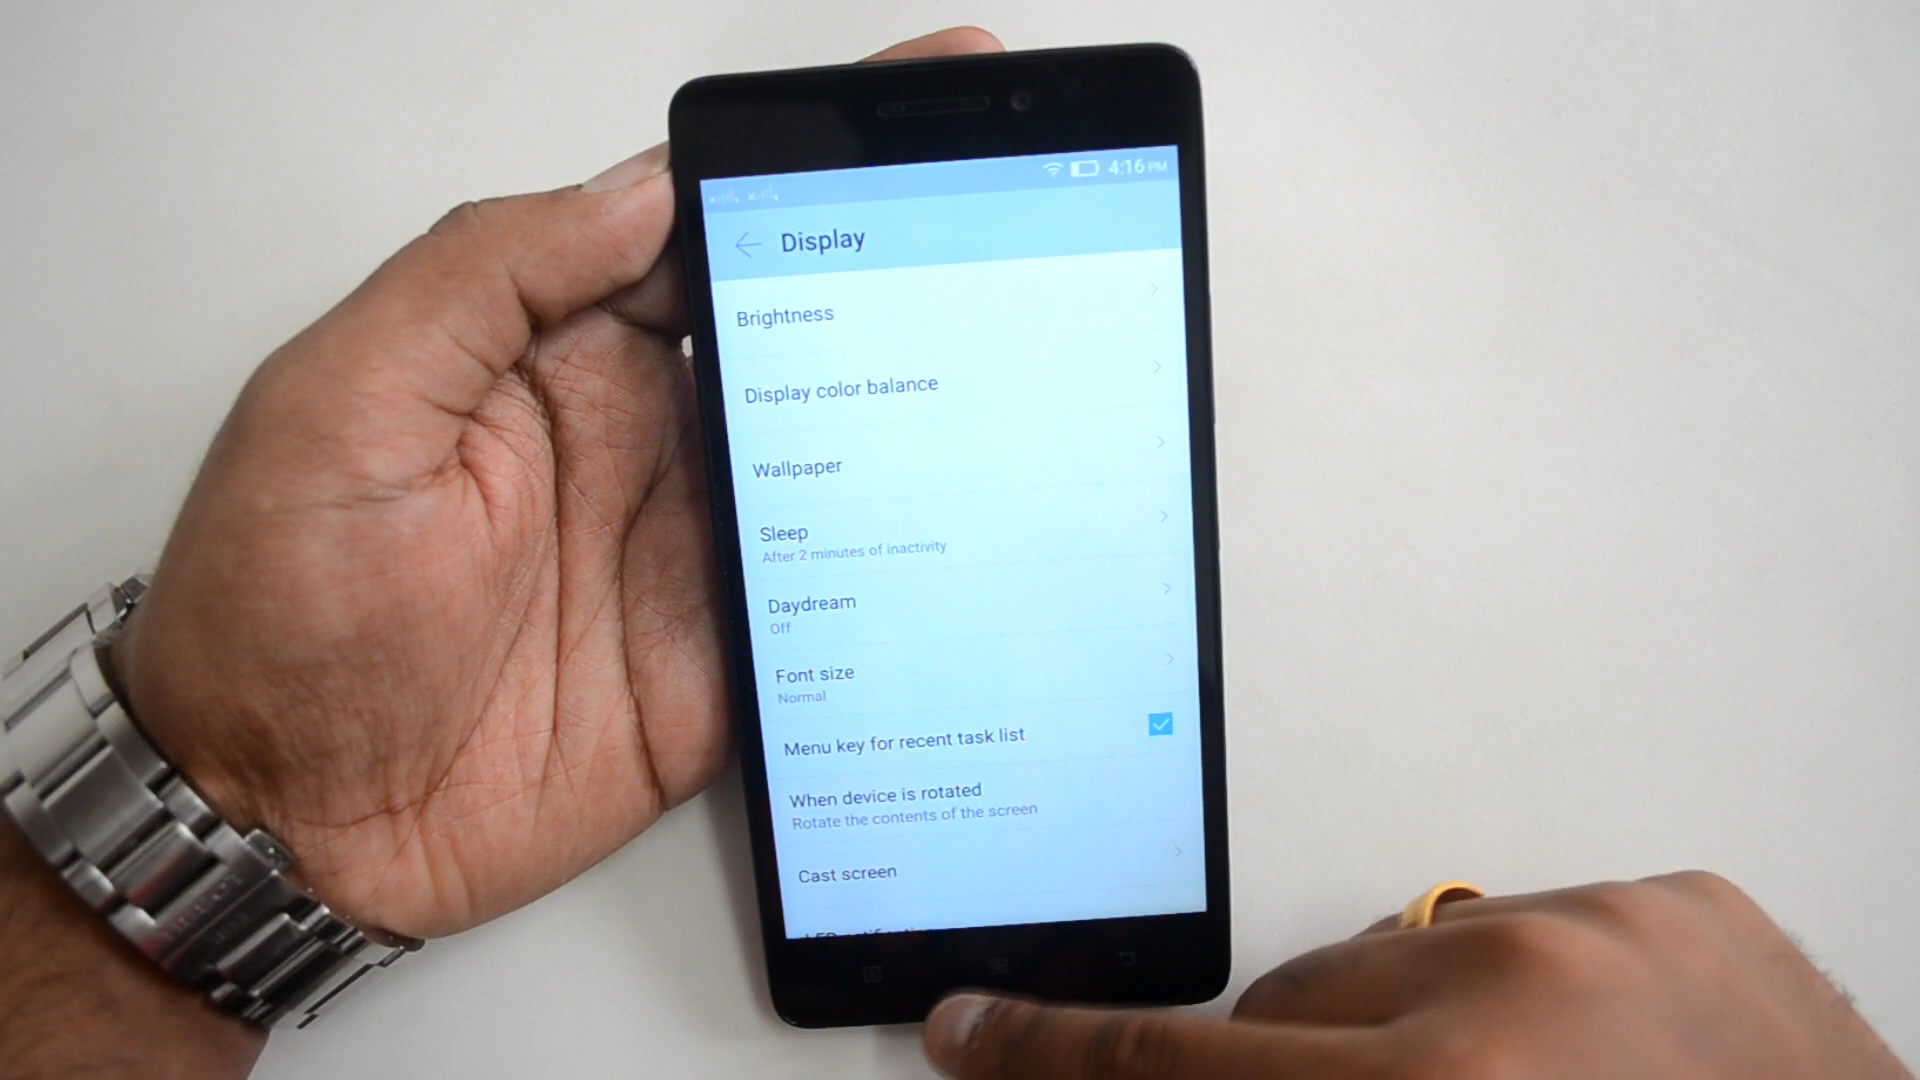 4:16 PM
Display
Brightness
Display color balance
Wallpaper
Sleep
After 2 minutes of inactivity
Daydream
Off
Font size
Normal
Menu key for recent task list
When device is rotated
Rotate the contents of the screen
Cast screen